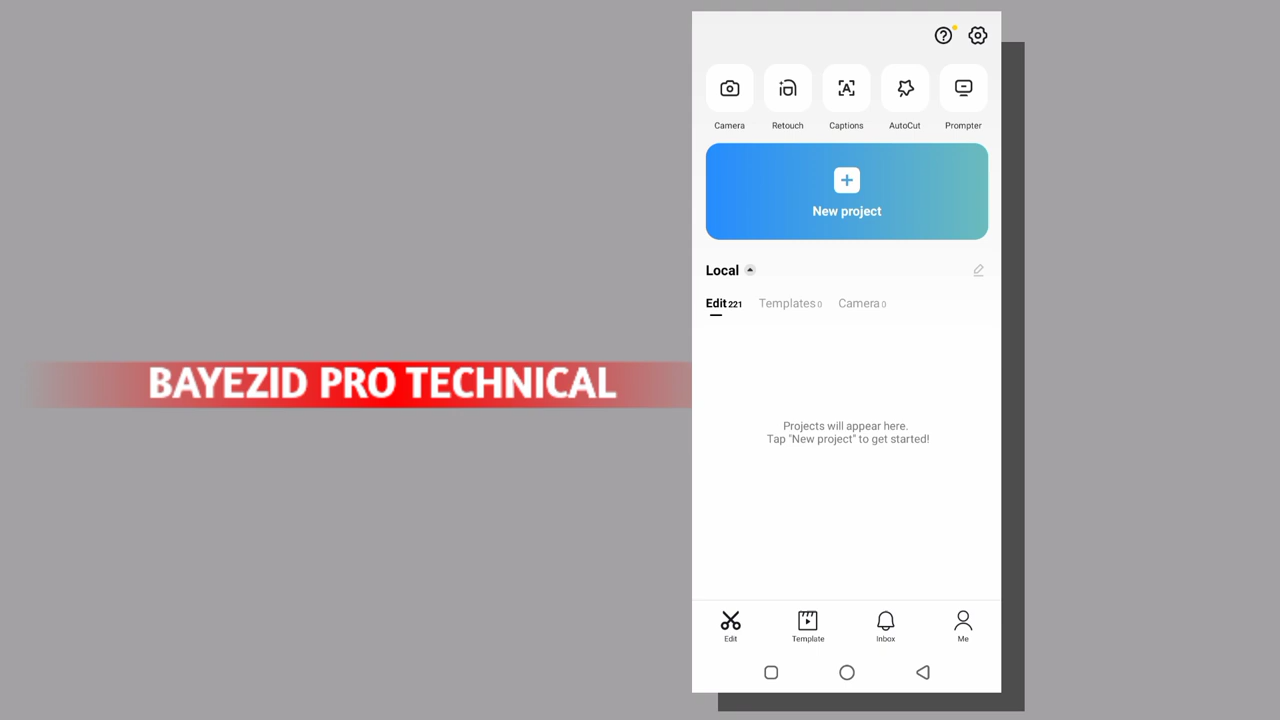 Camera Retouch Captions AutoCut Prompter
New project
Local
Edit 221 Templates 0 Camera 0
BAYEZID PRO TECHNICAL
Projects will appear here.
Tap "New project" to get started!
Edit Template Inbox Me